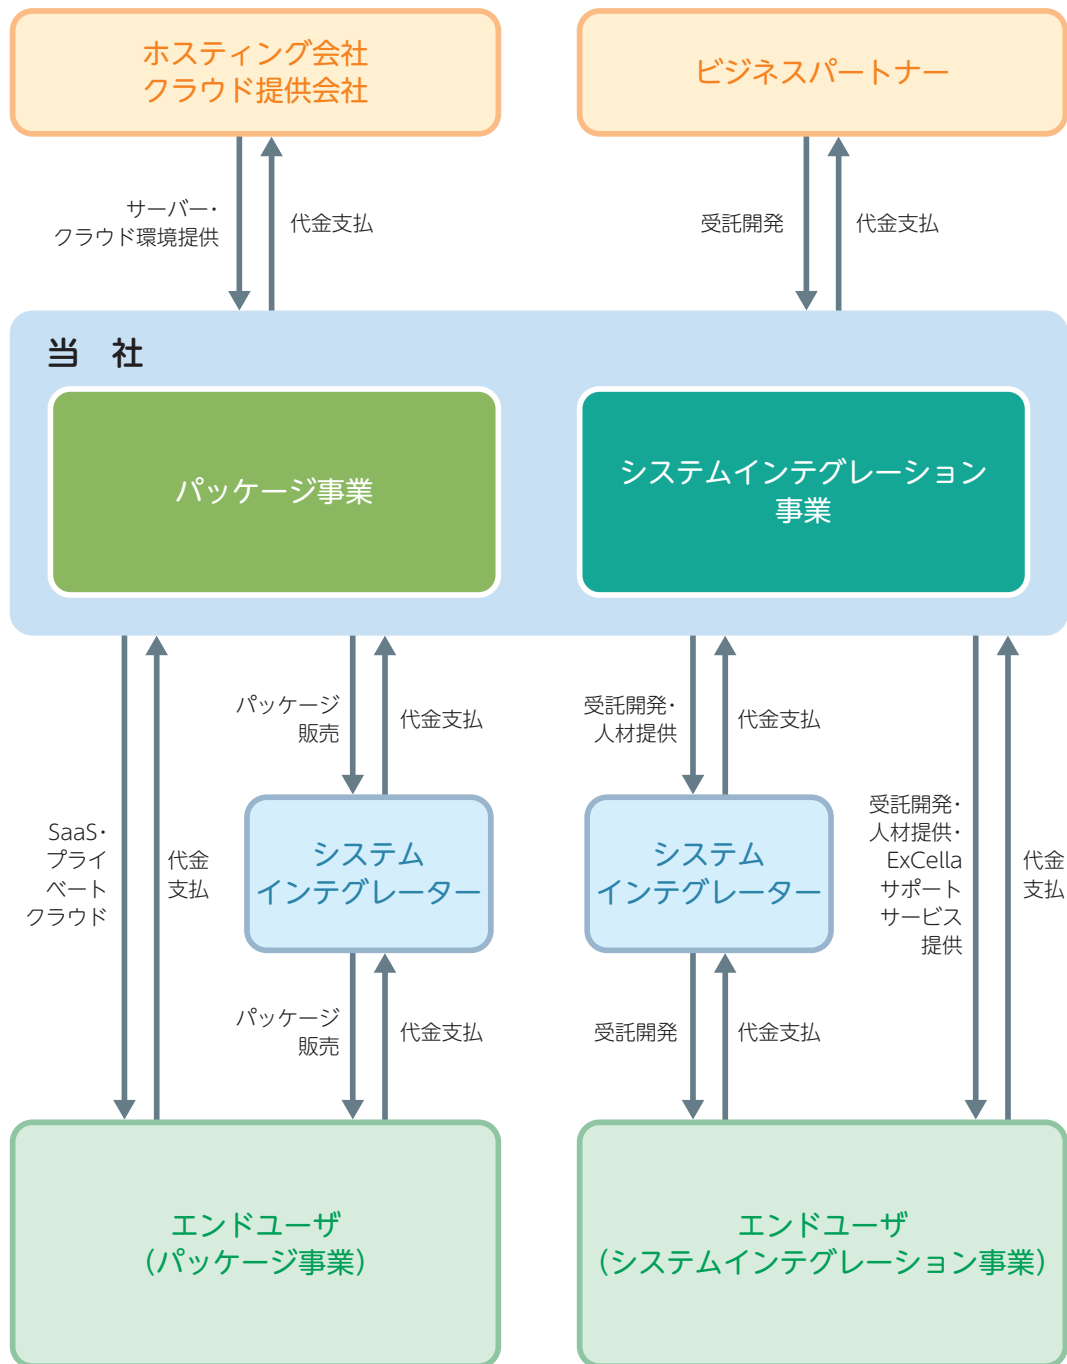 ホスティング会社
クラウド提供会社
ビジネスパートナー
サーバー・
クラウド環境提供
代金支払
受託開発
代金支払
当 社
パッケージ事業
システムインテグレーション
事業
パッケージ
販売
代金支払
受託開発・
人材提供
代金支払
SaaS・
プライ
ベート
クラウド
代金
支払
システム
インテグレーター
システム
インテグレーター
受託開発・
人材提供・
ExCella
サポート
サービス
提供
代金
支払
パッケージ
販売
代金支払
受託開発
代金支払
エンドユーザ
（パッケージ事業）
エンドユーザ
（システムインテグレーション事業）